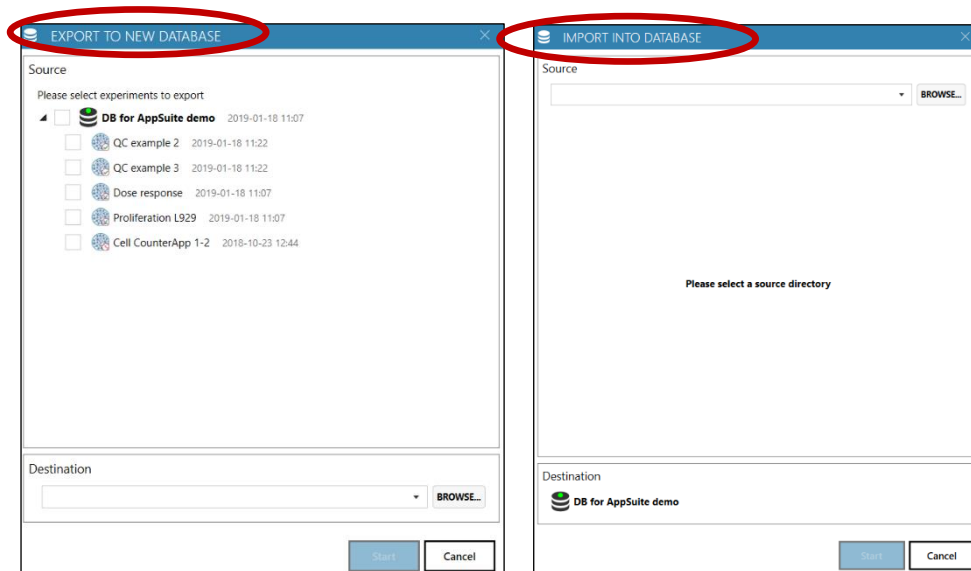 EXPORT TO NEW DATABASE
Source
Please select experiments to export
DB for AppSuite demo 2019-01-18 11:07
QC example 2 2019-01-18 11:22
QC example 3 2019-01-18 11:22
Dose response 2019-01-18 11:07
Proliferation L929 2019-01-18 11:07
Cell CounterApp 1-2 2018-10-23 12:44
Destination
BROWSE...
Start Cancel
IMPORT INTO DATABASE
Source
BROWSE...
Please select a source directory
Destination
DB for AppSuite demo
Start Cancel